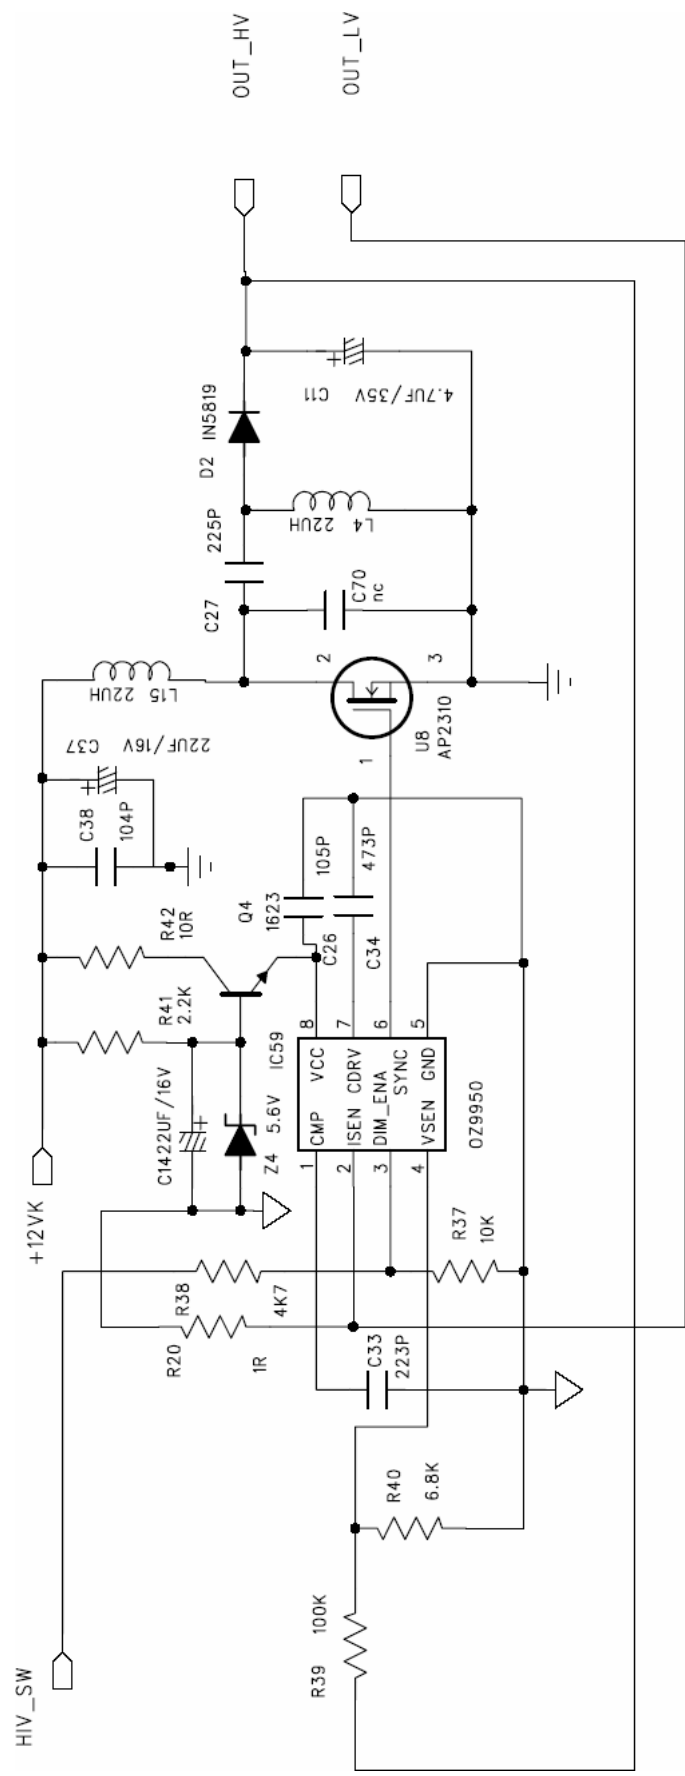 OUT_HV
OUT_LV
IN5819
D2
C11 4.7UF/35V
225P
C27
L4 22UH
C70
nc
L15 22UH
2
3
1
U8
AP2310
C37 22UF/16V
C38
104P
R42
10R
Q4
1623
105P
473P
C26
C34
R41
2.2K
IC59
8
7
6
5
VCC
CDRV
SYNC
GND
CMP
ISEN
DIM_ENA
VSEN
1
2
3
4
OZ9950
C1422UF/16V
Z4 5.6V
+12VK
R37
10K
R38
4K7
R20
1R
C33
223P
R40
6.8K
R39
100K
HIV_SW
+
+
+